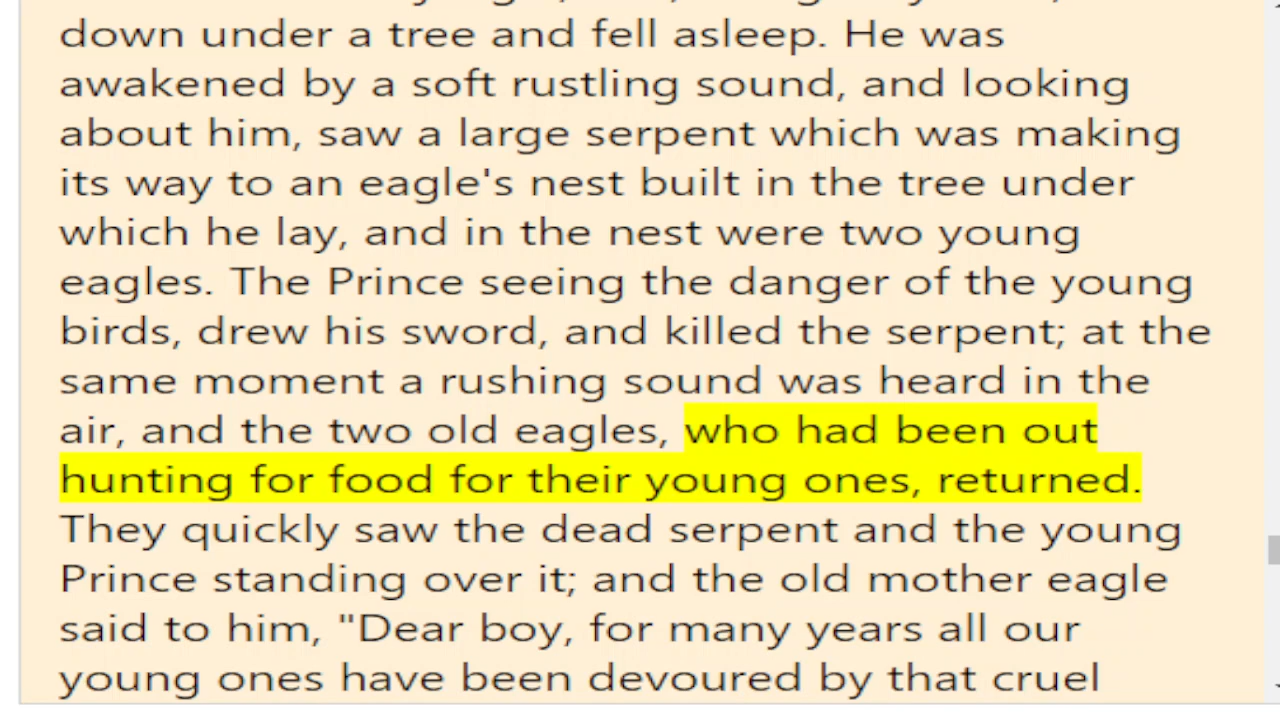 down under a tree and fell asleep. He was
awakened by a soft rustling sound, and looking
about him, saw a large serpent which was making
its way to an eagle's nest built in the tree under
which he lay, and in the nest were two young
eagles. The Prince seeing the danger of the young
birds, drew his sword, and killed the serpent; at the
same moment a rushing sound was heard in the
air, and the two old eagles, who had been out
hunting for food for their young ones, returned.
They quickly saw the dead serpent and the young
Prince standing over it; and the old mother eagle
said to him, "Dear boy, for many years all our
young ones have been devoured by that cruel